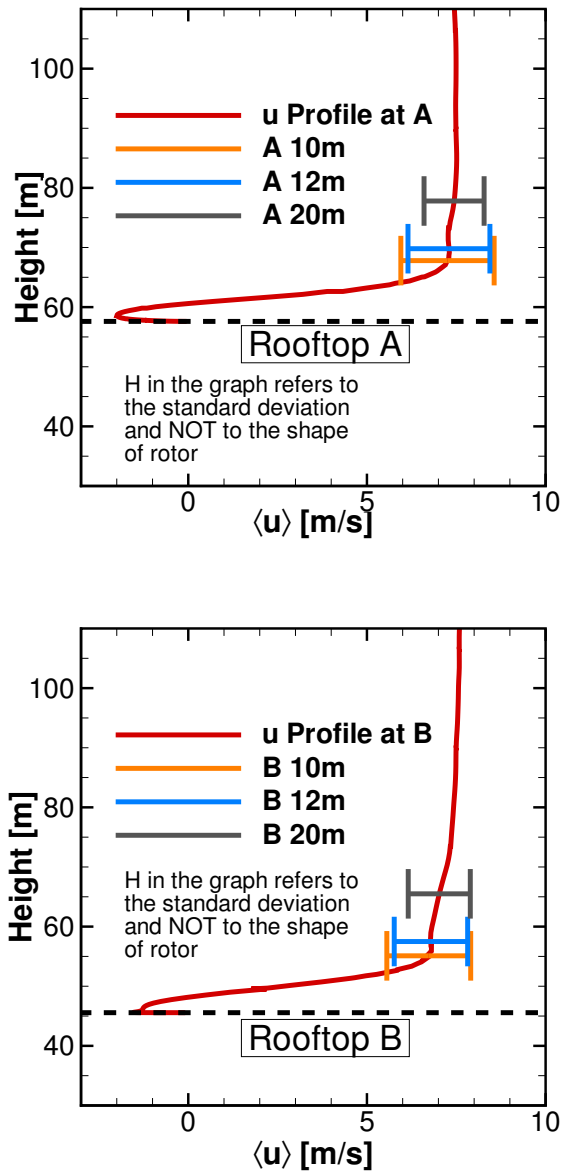 100
80
60
40
Height [m]
u Profile at A
A 10m
A 12m
A 20m
Rooftop A
H in the graph refers to
the standard deviation
and NOT to the shape
of rotor
0
5
10
⟨u⟩ [m/s]
100
80
60
40
Height [m]
u Profile at B
B 10m
B 12m
B 20m
H in the graph refers to
the standard deviation
and NOT to the shape
of rotor
Rooftop B
0
5
10
⟨u⟩ [m/s]